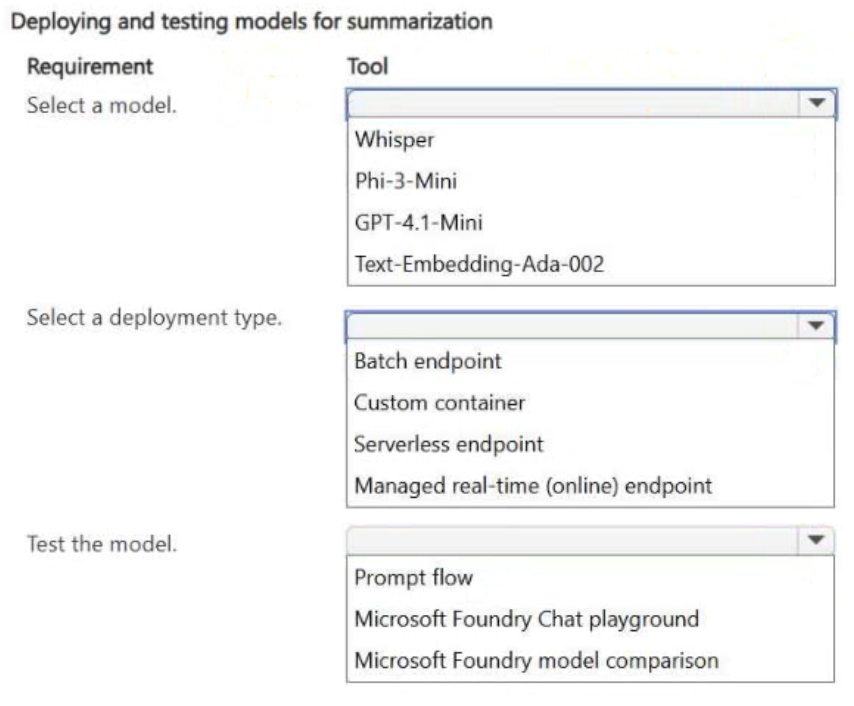 Deploying and testing models for summarization
Requirement Tool
Select a model.
Whisper
Phi-3-Mini
GPT-4.1-Mini
Text-Embedding-Ada-002
Select a deployment type.
Batch endpoint
Custom container
Serverless endpoint
Managed real-time (online) endpoint
Test the model.
Prompt flow
Microsoft Foundry Chat playground
Microsoft Foundry model comparison